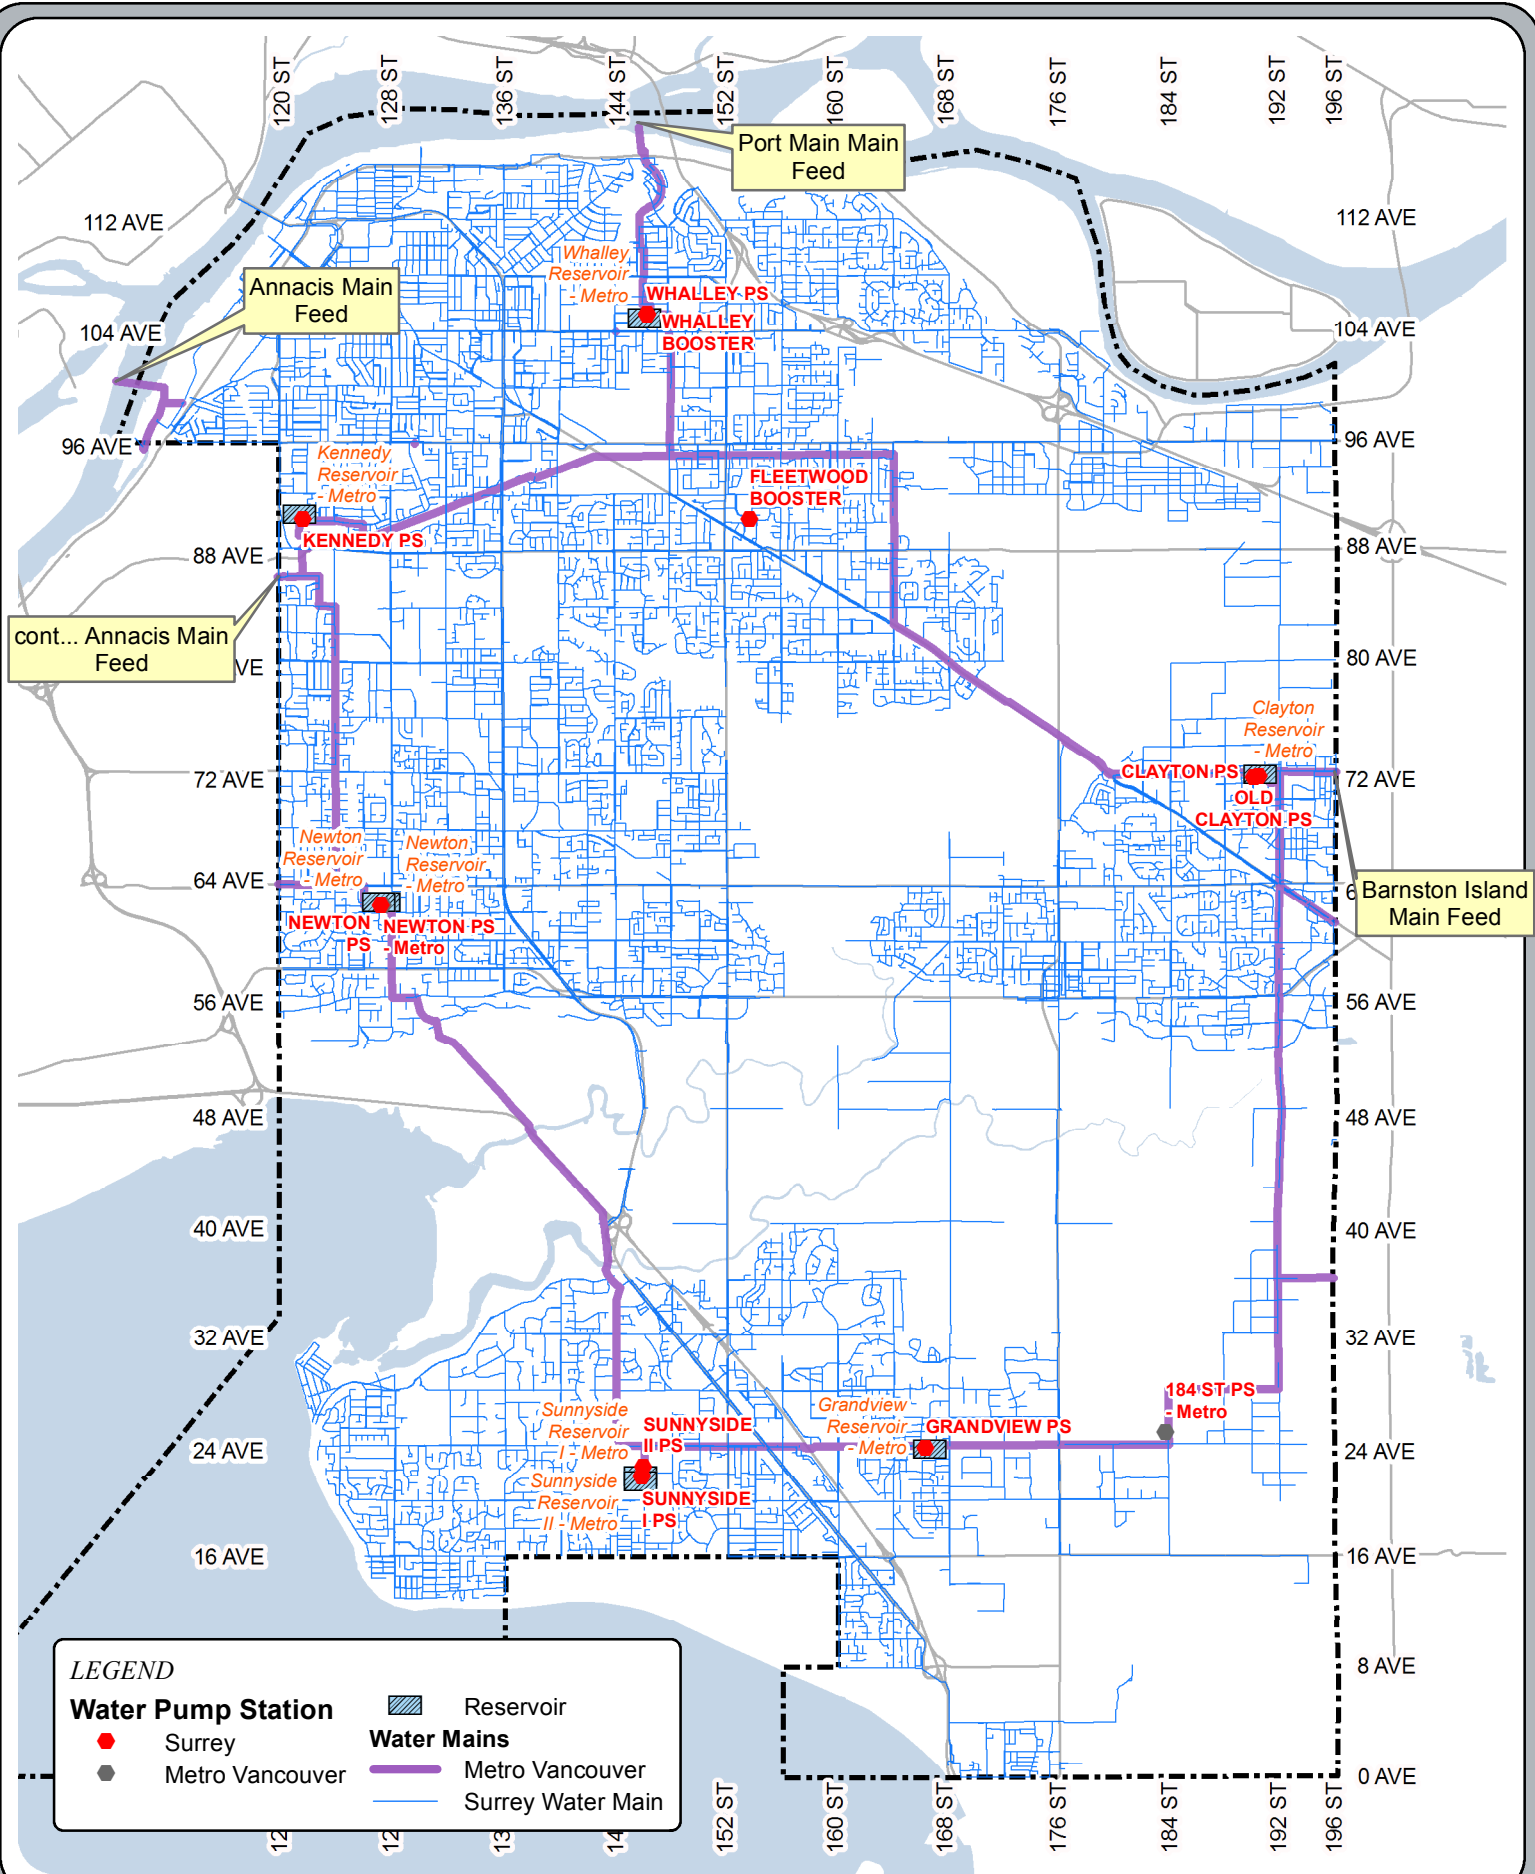 120 ST
128 ST
136 ST
144 ST
152 ST
160 ST
168 ST
176 ST
184 ST
192 ST
196 ST
Port Main Main
Feed
112 AVE
112 AVE
Whalley
Reservoir
- Metro
Annacis Main
Feed
WHALLEY PS
WHALLEY
BOOSTER
104 AVE
104 AVE
96 AVE
96 AVE
Kennedy
Reservoir
- Metro
FLEETWOOD
BOOSTER
KENNEDY PS
88 AVE
88 AVE
cont... Annacis Main
Feed
VE
80 AVE
Clayton
Reservoir
- Metro
CLAYTON PS
72 AVE
72 AVE
OLD
CLAYTON PS
Newton
Reservoir
- Metro
Newton
Reservoir
- Metro
64 AVE
6
Barnston Island
Main Feed
NEWTON
PS
NEWTON PS
- Metro
56 AVE
56 AVE
48 AVE
48 AVE
40 AVE
40 AVE
32 AVE
32 AVE
184 ST PS
- Metro
Sunnyside
Reservoir
I - Metro
SUNNYSIDE
II PS
Grandview
Reservoir
- Metro
GRANDVIEW PS
24 AVE
24 AVE
Sunnyside
Reservoir
II - Metro
SUNNYSIDE
I PS
16 AVE
16 AVE
8 AVE
0 AVE
LEGEND
Water Pump Station
Surrey
Metro Vancouver
Reservoir
Water Mains
Metro Vancouver
Surrey Water Main
12
12
13
14
152 ST
160 ST
168 ST
176 ST
184 ST
192 ST
196 ST